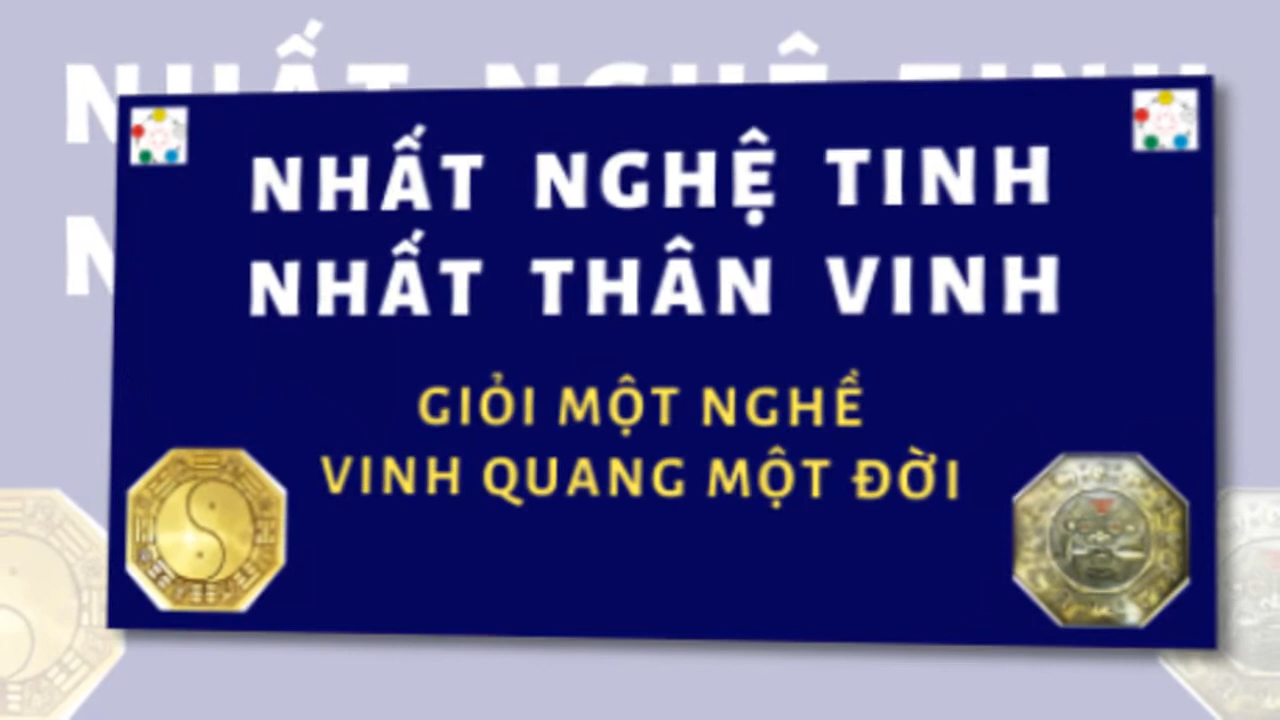 NHẤT NGHỆ TINH
NHẤT THÂN VINH
GIỎI MỘT NGHỀ
VINH QUANG MỘT ĐỜI